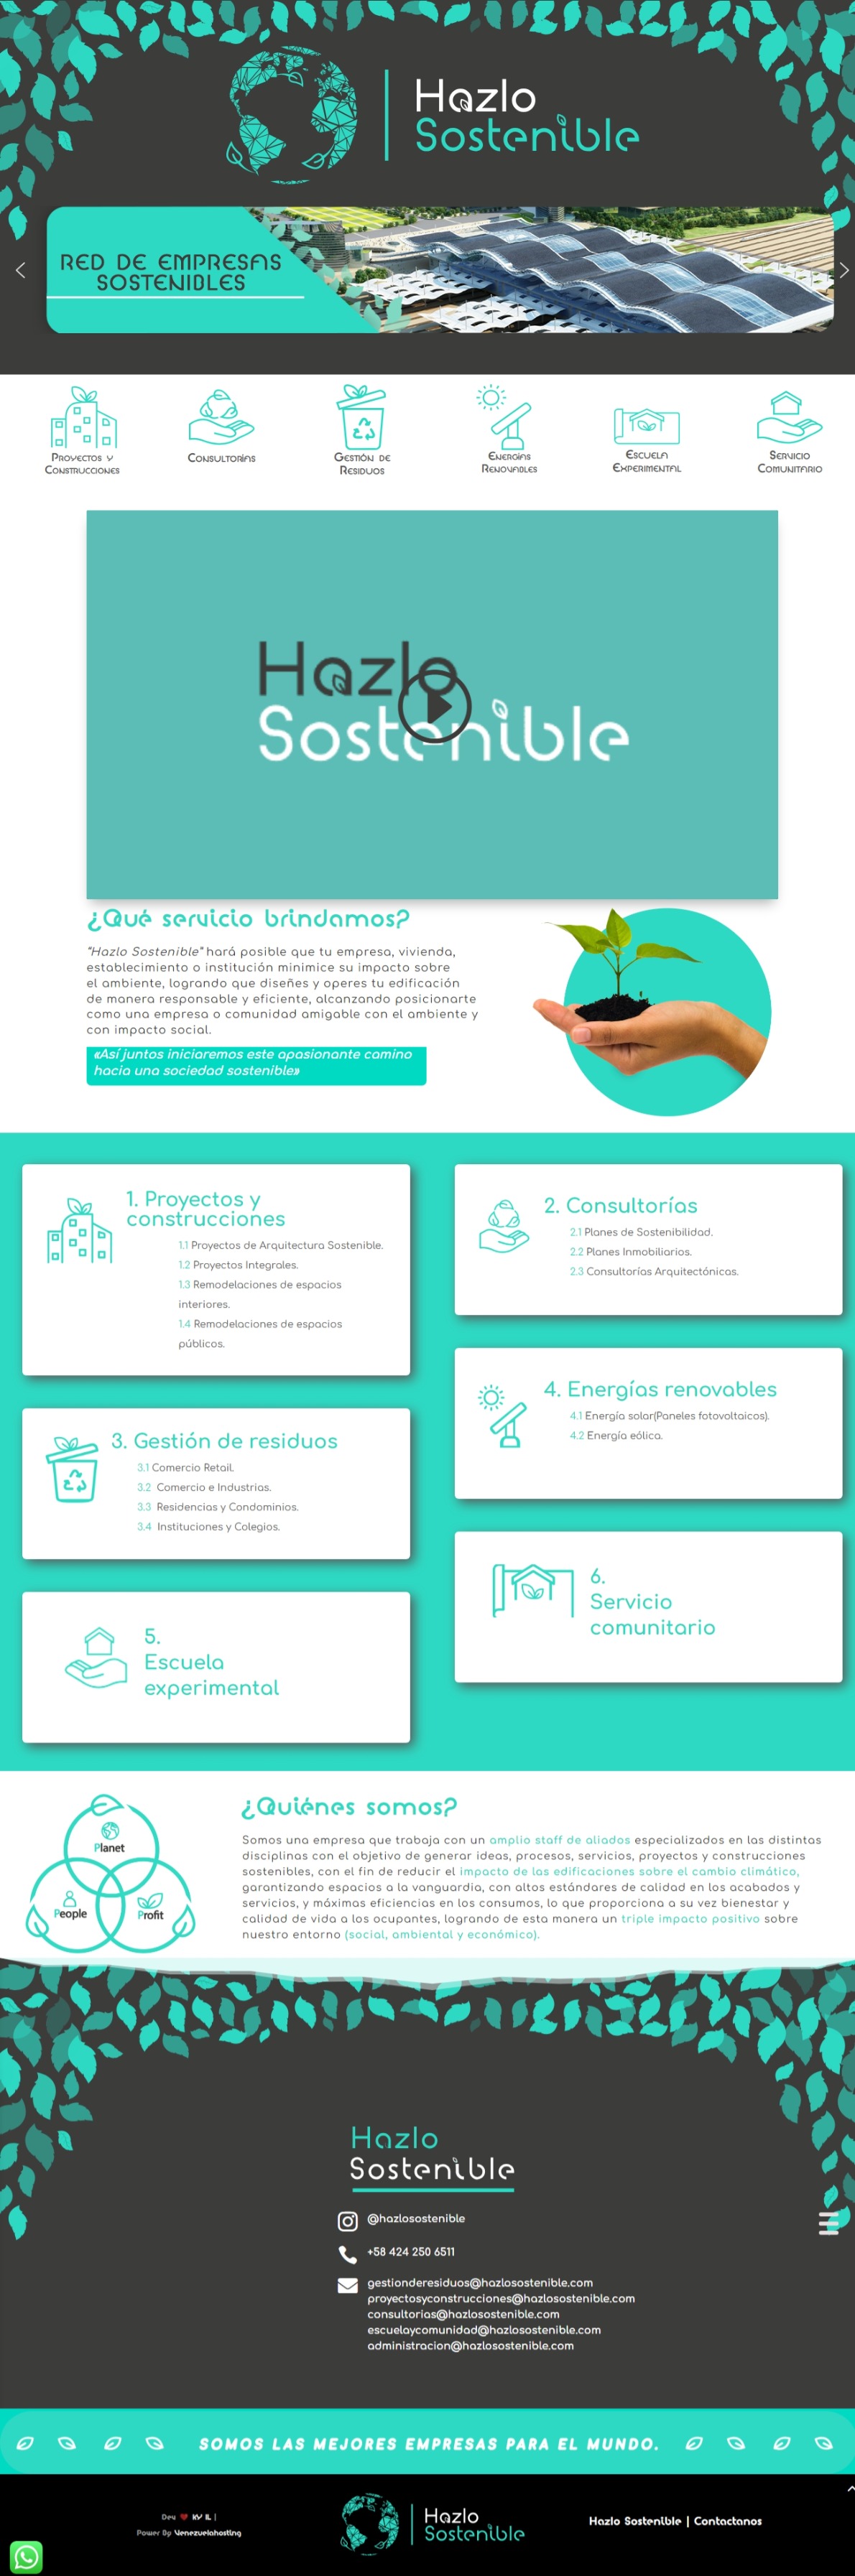 Hazlo
Sostenible
RED DE EMPRESAS
SOSTENIBLES
Proyectos y
Construcciones
Consultorías
Gestión de
Residuos
Energías
Renovables
Escuela
Experimental
Servicio
Comunitario
Hazlo
Sostenible
¿Qué servicio brindamos?
“Hazlo Sostenible” hará posible que tu empresa, vivienda,
establecimiento o institución minimice su impacto sobre
el ambiente, logrando que diseñes y operes tu edificación
de manera responsable y eficiente, alcanzando posicionarte
como una empresa o comunidad amigable con el ambiente y
con impacto social.
«Así juntos iniciaremos este apasionante camino
hacia una sociedad sostenible»
1. Proyectos y
construcciones
1.1 Proyectos de Arquitectura Sostenible.
1.2 Proyectos Integrales.
1.3 Remodelaciones de espacios
interiores.
1.4 Remodelaciones de espacios
públicos.
2. Consultorías
2.1 Planes de Sostenibilidad.
2.2 Planes Inmobiliarios.
2.3 Consultorías Arquitectónicas.
3. Gestión de residuos
3.1 Comercio Retail.
3.2 Comercio e Industrias.
3.3 Residencias y Condominios.
3.4 Instituciones y Colegios.
4. Energías renovables
4.1 Energía solar(Paneles fotovoltaicos).
4.2 Energía eólica.
5.
Escuela
experimental
6.
Servicio
comunitario
Planet
People
Profit
¿Quiénes somos?
Somos una empresa que trabaja con un amplio staff de aliados especializados en las distintas
disciplinas con el objetivo de generar ideas, procesos, servicios, proyectos y construcciones
sostenibles, con el fin de reducir el impacto de las edificaciones sobre el cambio climático,
garantizando espacios a la vanguardia, con altos estándares de calidad en los acabados y
servicios, y máximas eficiencias en los consumos, lo que proporciona a su vez bienestar y
calidad de vida a los ocupantes, logrando de esta manera un triple impacto positivo sobre
nuestro entorno (social, ambiental y económico).
Hazlo
Sostenible
@hazlosostenible
+58 424 250 6511
gestionderesiduos@hazlosostenible.com
proyectosyconstrucciones@hazlosostenible.com
consultorias@hazlosostenible.com
escuelaycomunidad@hazlosostenible.com
administracion@hazlosostenible.com
SOMOS LAS MEJORES EMPRESAS PARA EL MUNDO.
Dev ❤ KV IL |
Power By Venezuelahosting
Hazlo
Sostenible
Hazlo Sostenible | Contactanos